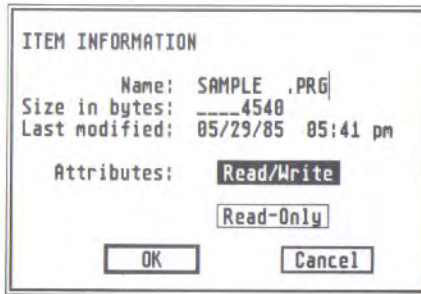 ITEM INFORMATION
Name: SAMPLE  .PRG
Size in bytes: ____4540
Last modified: 05/29/85  05:41 pm
Attributes: Read/Write
Read-Only
OK Cancel